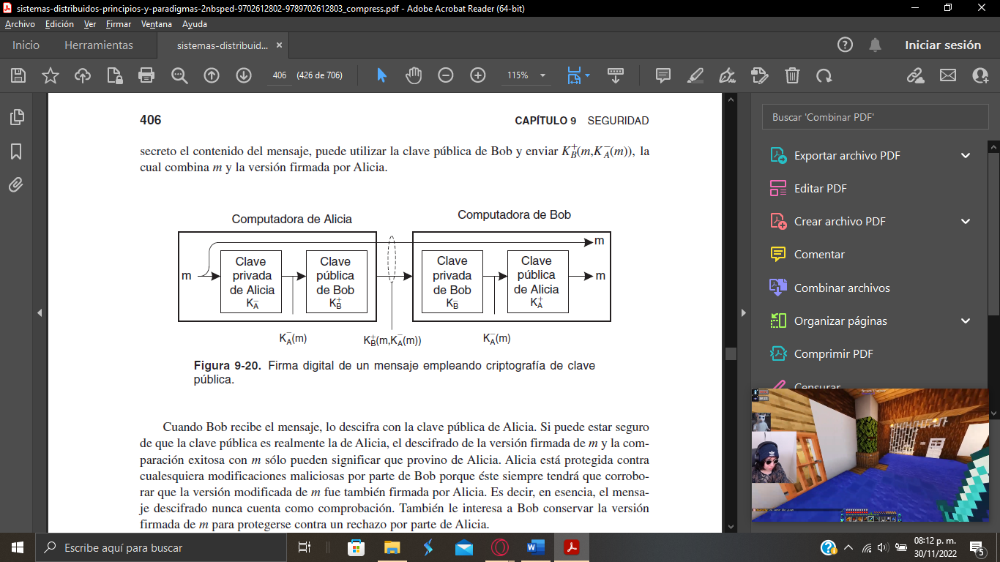 sistemas-distribuidos-principios-y-paradigmas-2nbsped-9702612802-9789702612803_compress.pdf - Adobe Acrobat Reader (64-bit)
Archivo Edición Ver Firmar Ventana Ayuda
Inicio Herramientas sistemas-distribuid... × Iniciar sesión
406 (426 de 706) 115%
406 CAPÍTULO 9 SEGURIDAD
secreto el contenido del mensaje, puede utilizar la clave pública de Bob y enviar K_B^+(m,K_A^−(m)), la
cual combina m y la versión firmada por Alicia.
Computadora de Alicia Computadora de Bob
m
m
Clave privada de Alicia K_A^−
Clave pública de Bob K_B^+
Clave privada de Bob K_B^−
Clave pública de Alicia K_A^+
m
K_A^−(m) K_B^+(m,K_A^−(m)) K_A^−(m)
Figura 9-20. Firma digital de un mensaje empleando criptografía de clave
pública.
Cuando Bob recibe el mensaje, lo descifra con la clave pública de Alicia. Si puede estar seguro
de que la clave pública es realmente la de Alicia, el descifrado de la versión firmada de m y la com-
paración exitosa con m sólo pueden significar que provino de Alicia. Alicia está protegida contra
cualesquiera modificaciones maliciosas por parte de Bob porque éste siempre tendrá que corrobo-
rar que la versión modificada de m fue también firmada por Alicia. Es decir, en esencia, el mensa-
je descifrado nunca cuenta como comprobación. También le interesa a Bob conservar la versión
firmada de m para protegerse contra un rechazo por parte de Alicia.
Buscar 'Combinar PDF'
Exportar archivo PDF
Editar PDF
Crear archivo PDF
Comentar
Combinar archivos
Organizar páginas
Comprimir PDF
Censurar
Escribe aquí para buscar
08:12 p. m.
30/11/2022
5